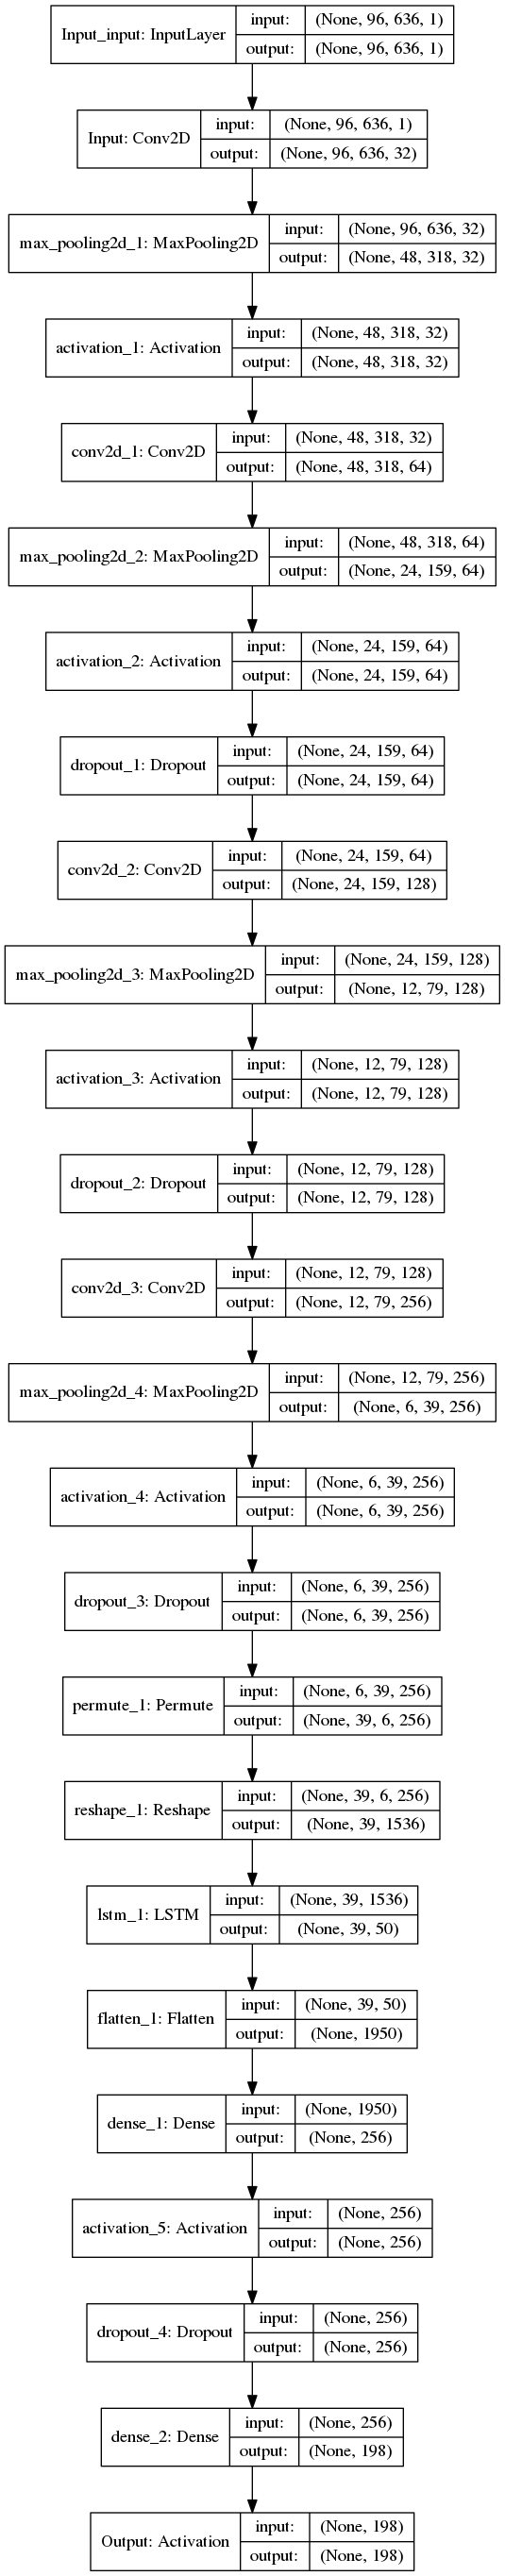 Input_input: InputLayer
input: (None, 96, 636, 1)
output: (None, 96, 636, 1)
Input: Conv2D
input: (None, 96, 636, 1)
output: (None, 96, 636, 32)
max_pooling2d_1: MaxPooling2D
input: (None, 96, 636, 32)
output: (None, 48, 318, 32)
activation_1: Activation
input: (None, 48, 318, 32)
output: (None, 48, 318, 32)
conv2d_1: Conv2D
input: (None, 48, 318, 32)
output: (None, 48, 318, 64)
max_pooling2d_2: MaxPooling2D
input: (None, 48, 318, 64)
output: (None, 24, 159, 64)
activation_2: Activation
input: (None, 24, 159, 64)
output: (None, 24, 159, 64)
dropout_1: Dropout
input: (None, 24, 159, 64)
output: (None, 24, 159, 64)
conv2d_2: Conv2D
input: (None, 24, 159, 64)
output: (None, 24, 159, 128)
max_pooling2d_3: MaxPooling2D
input: (None, 24, 159, 128)
output: (None, 12, 79, 128)
activation_3: Activation
input: (None, 12, 79, 128)
output: (None, 12, 79, 128)
dropout_2: Dropout
input: (None, 12, 79, 128)
output: (None, 12, 79, 128)
conv2d_3: Conv2D
input: (None, 12, 79, 128)
output: (None, 12, 79, 256)
max_pooling2d_4: MaxPooling2D
input: (None, 12, 79, 256)
output: (None, 6, 39, 256)
activation_4: Activation
input: (None, 6, 39, 256)
output: (None, 6, 39, 256)
dropout_3: Dropout
input: (None, 6, 39, 256)
output: (None, 6, 39, 256)
permute_1: Permute
input: (None, 6, 39, 256)
output: (None, 39, 6, 256)
reshape_1: Reshape
input: (None, 39, 6, 256)
output: (None, 39, 1536)
lstm_1: LSTM
input: (None, 39, 1536)
output: (None, 39, 50)
flatten_1: Flatten
input: (None, 39, 50)
output: (None, 1950)
dense_1: Dense
input: (None, 1950)
output: (None, 256)
activation_5: Activation
input: (None, 256)
output: (None, 256)
dropout_4: Dropout
input: (None, 256)
output: (None, 256)
dense_2: Dense
input: (None, 256)
output: (None, 198)
Output: Activation
input: (None, 198)
output: (None, 198)